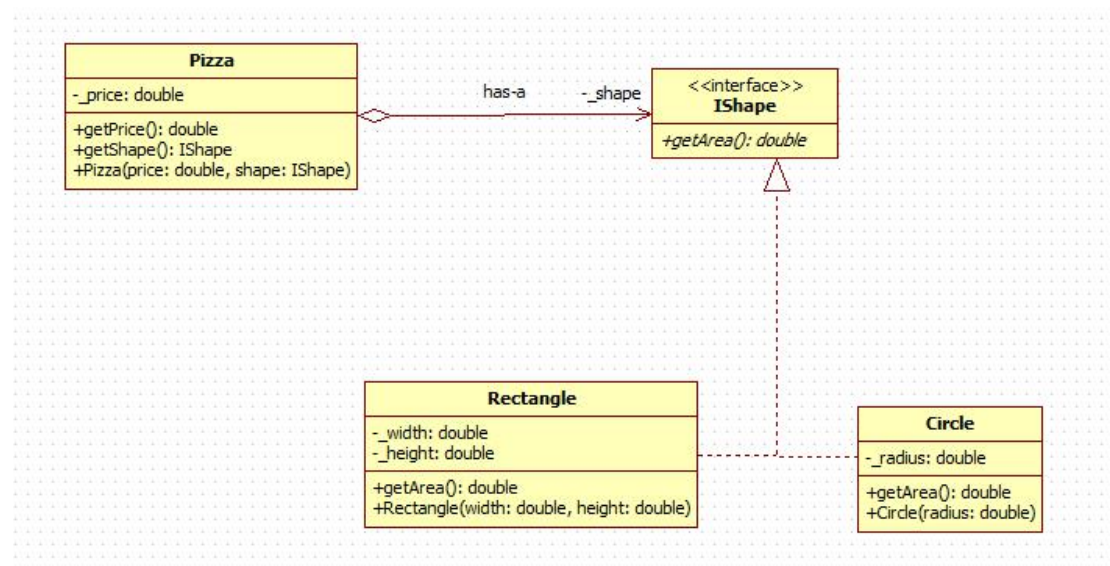 Pizza
-_price: double
+getPrice(): double
+getShape(): IShape
+Pizza(price: double, shape: IShape)
has-a
-_shape
<<interface>>
IShape
+getArea(): double
Rectangle
-_width: double
-_height: double
+getArea(): double
+Rectangle(width: double, height: double)
Circle
-_radius: double
+getArea(): double
+Circle(radius: double)